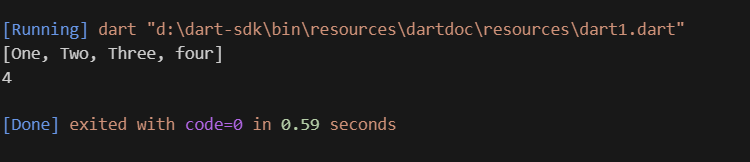 [Running] dart "d:\dart-sdk\bin\resources\dartdoc\resources\dart1.dart"
[One, Two, Three, four]
4
[Done] exited with code=0 in 0.59 seconds